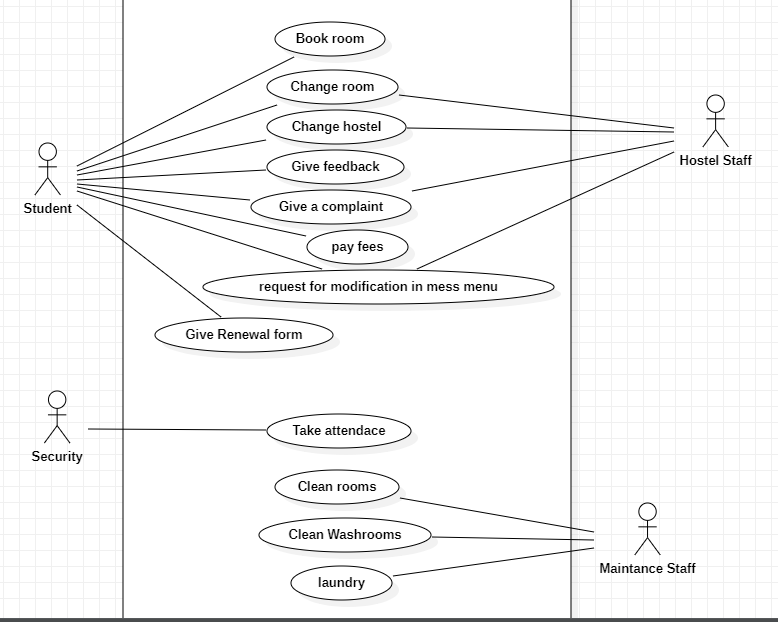 Book room
Change room
Change hostel
Hostel Staff
Give feedback
Student
Give a complaint
pay fees
request for modification in mess menu
Give Renewal form
Take attendace
Security
Clean rooms
Clean Washrooms
Maintance Staff
laundry